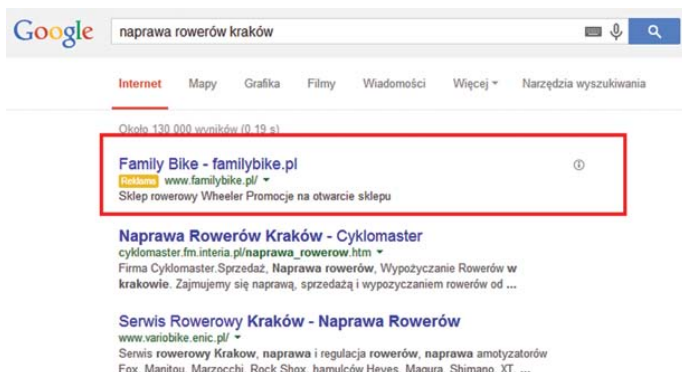 Google naprawa rowerów kraków
Internet Mapy Grafika Filmy Wiadomości Więcej Narzędzia wyszukiwania
Około 130 000 wyników (0,19 s)
Family Bike - familybike.pl
Reklama www.familybike.pl/
Sklep rowerowy Wheeler Promocje na otwarcie sklepu
Naprawa Rowerów Kraków - Cyklomaster
cyklomaster.fm.interia.pl/naprawa_rowerow.htm
Firma Cyklomaster.Sprzedaż, Naprawa rowerów, Wypożyczanie Rowerów w
krakowie. Zajmujemy się naprawą, sprzedażą i wypozyczaniem rowerów od ...
Serwis Rowerowy Kraków - Naprawa Rowerów
www.variobike.enic.pl/
Serwis rowerowy Krakow, naprawa i regulacja rowerów, naprawa amotyzatorów
Fox, Manitou, Marzocchi, Rock Shox, hamulców Heyes, Magura, Shimano, XT, ...